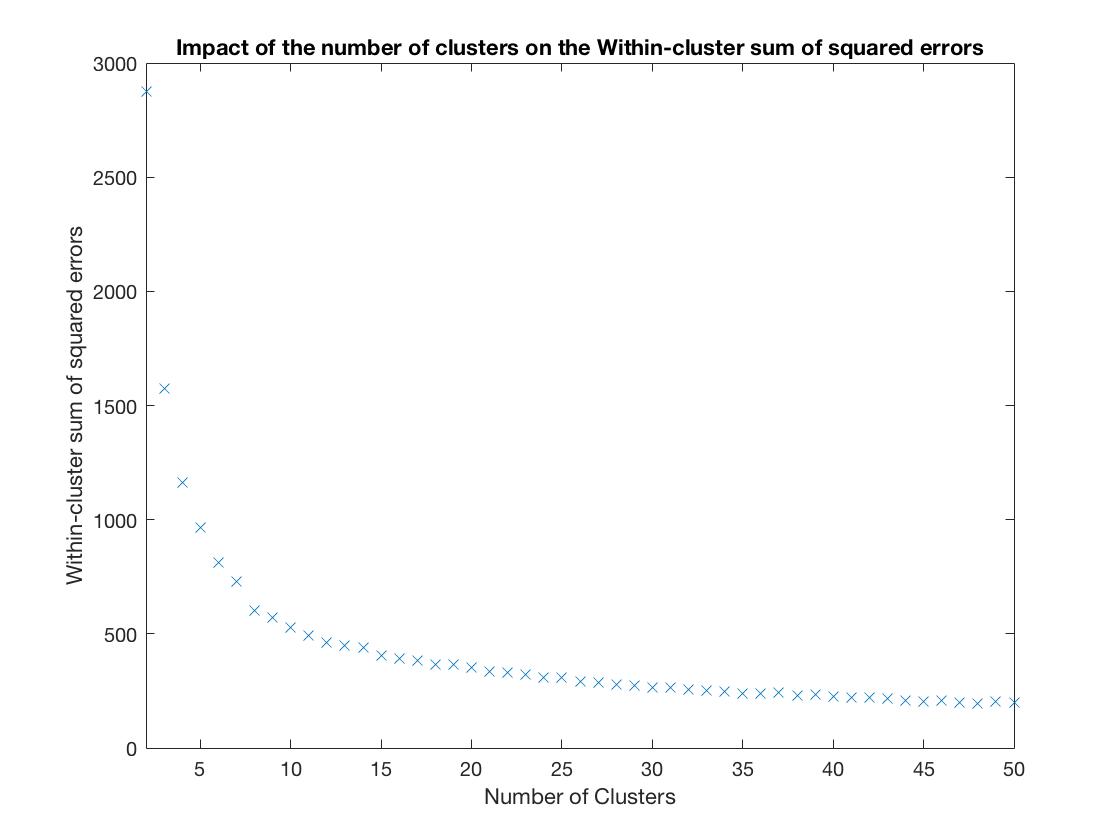 Impact of the number of clusters on the Within-cluster sum of squared errors
3000
2500
2000
1500
1000
500
0
Within-cluster sum of squared errors
5 10 15 20 25 30 35 40 45 50
Number of Clusters